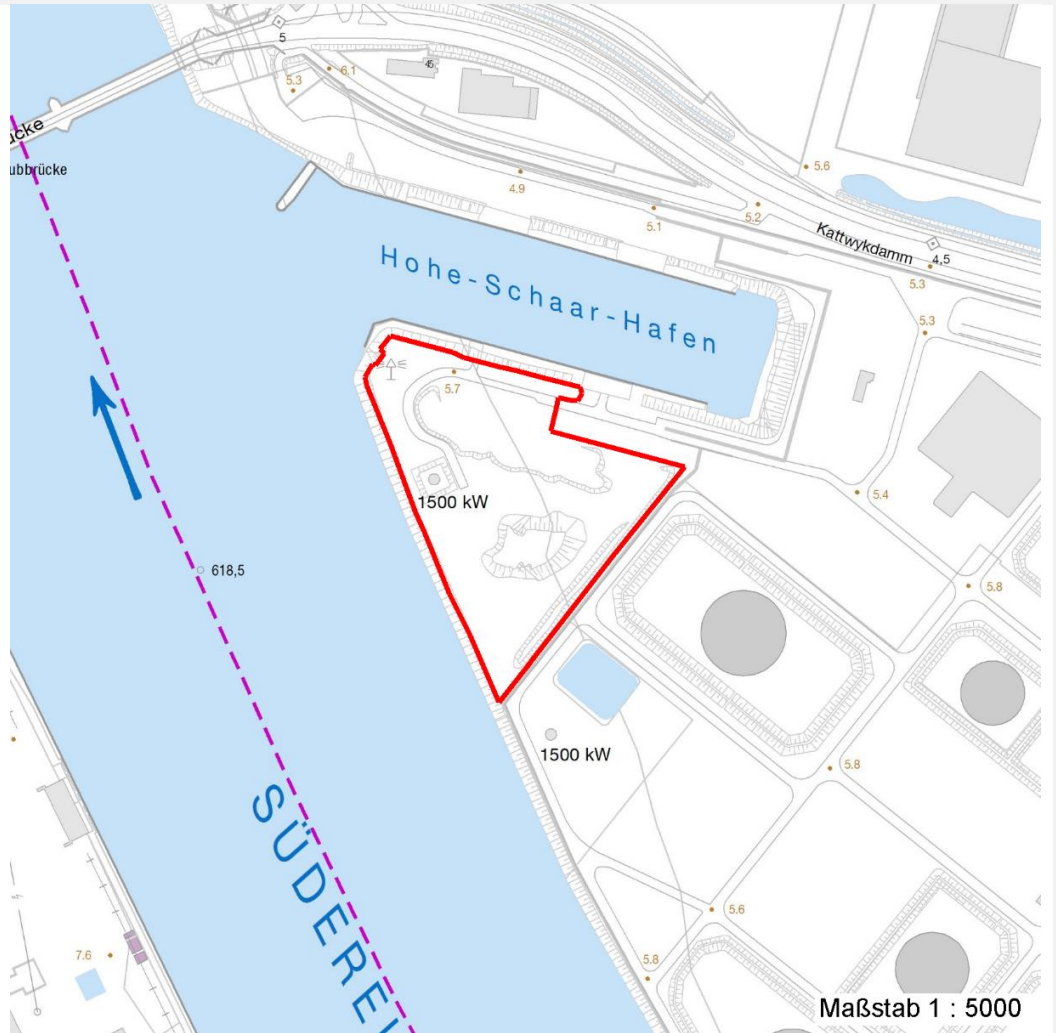 5
45
6.1
5.3
ücke
ubbrücke
4.9
5.6
5.1
5.2
Kattwykdamm
4,5
5.3
Hohe-Schaar-Hafen
5.3
5.7
1500 kW
5.4
618,5
5.8
1500 kW
5.8
SÜDEREL
5.6
7.6
5.8
Maßstab 1 : 5000